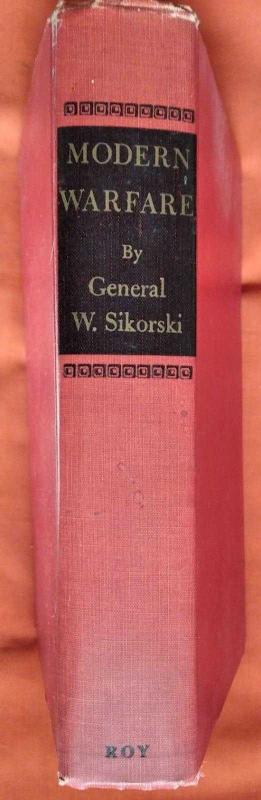 MODERN
WARFARE
By
General
W. Sikorski
ROY